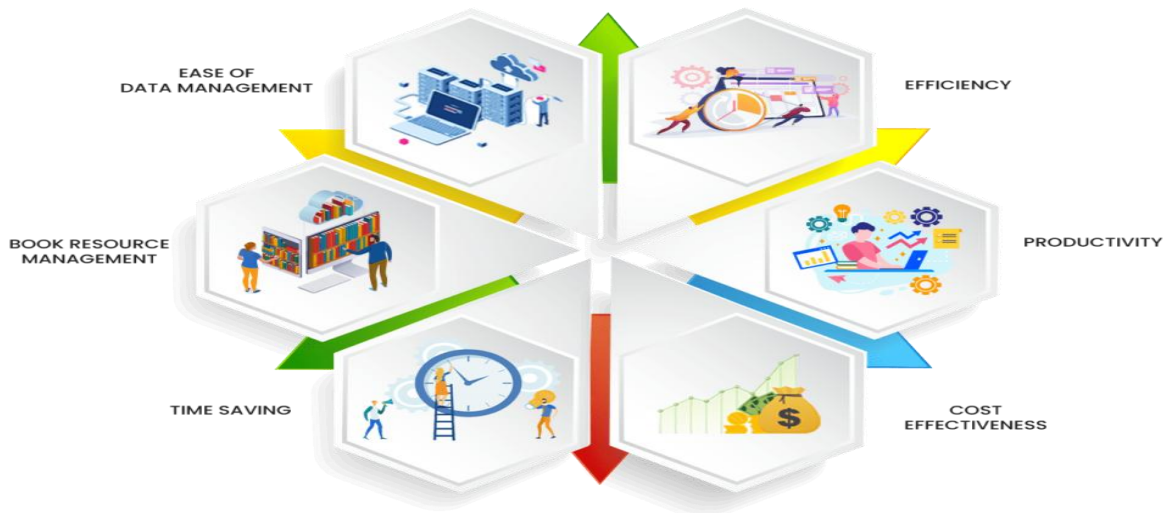 EASE OF
DATA MANAGEMENT
EFFICIENCY
BOOK RESOURCE
MANAGEMENT
PRODUCTIVITY
TIME SAVING
COST
EFFECTIVENESS
$